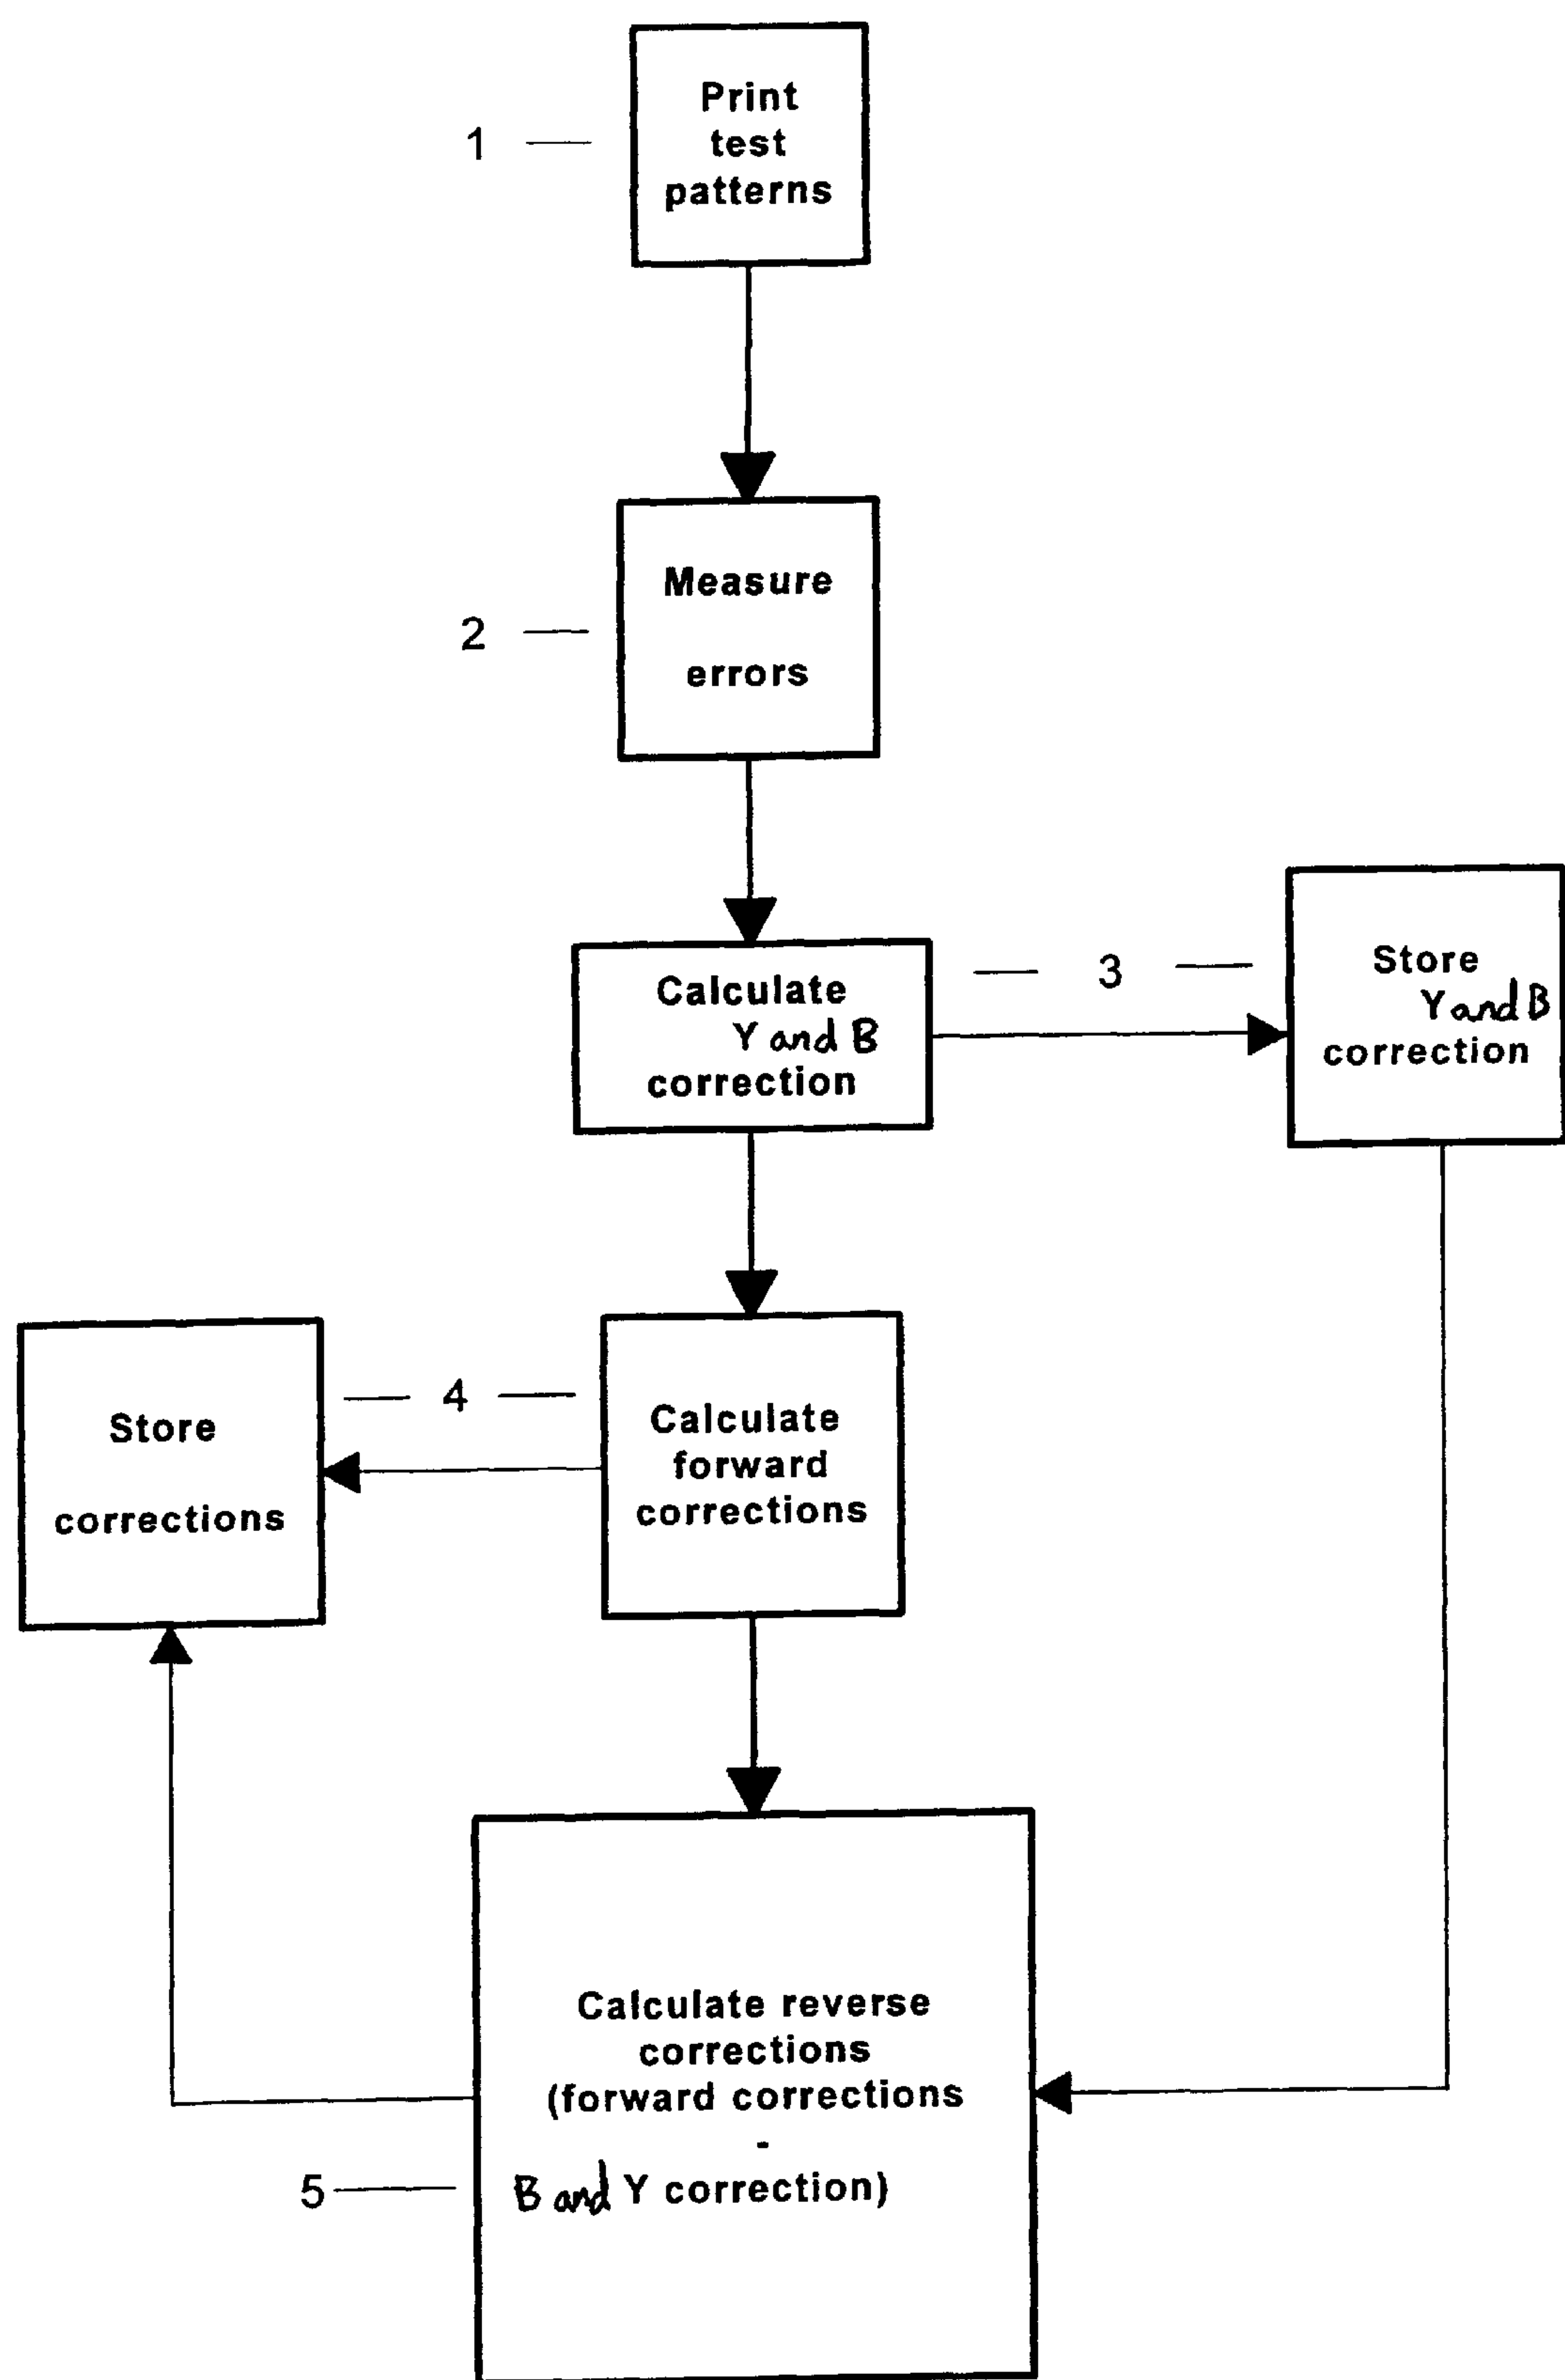 1
Print
test
patterns
2
Measure
errors
Calculate
Y and B
correction
3
Store
Y and B
correction
Store
corrections
4
Calculate
forward
corrections
Calculate reverse
corrections
(forward corrections
-
B and Y correction)
5